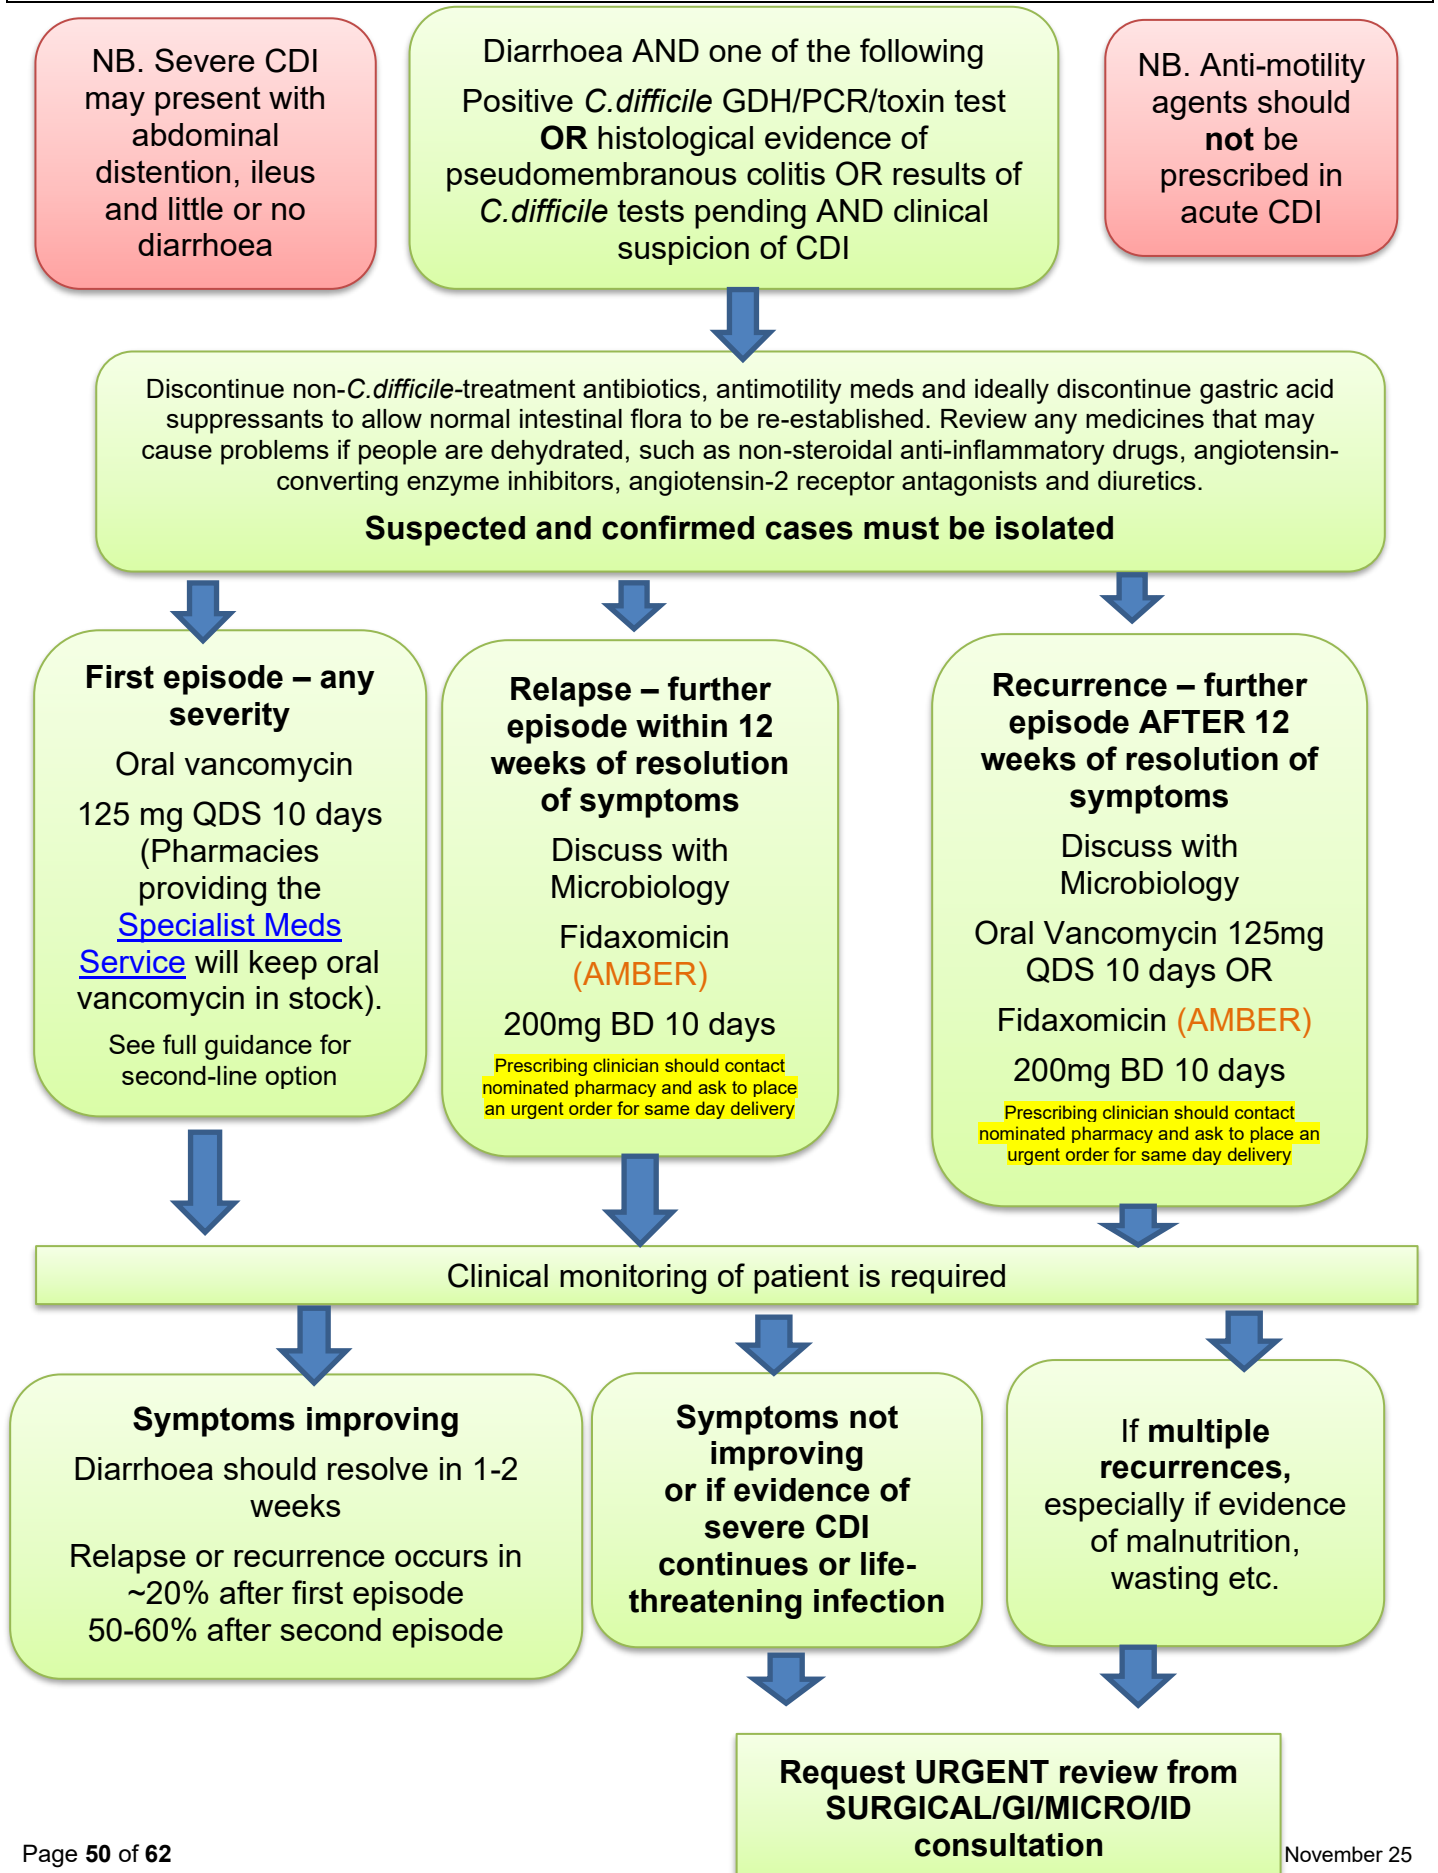 NB. Severe CDI
may present with
abdominal
distention, ileus
and little or no
diarrhoea
Diarrhoea AND one of the following
Positive C.difficile GDH/PCR/toxin test
OR histological evidence of
pseudomembranous colitis OR results of
C.difficile tests pending AND clinical
suspicion of CDI
NB. Anti-motility
agents should
not be
prescribed in
acute CDI
Discontinue non-C.difficile-treatment antibiotics, antimotility meds and ideally discontinue gastric acid
suppressants to allow normal intestinal flora to be re-established. Review any medicines that may
cause problems if people are dehydrated, such as non-steroidal anti-inflammatory drugs, angiotensin-
converting enzyme inhibitors, angiotensin-2 receptor antagonists and diuretics.
Suspected and confirmed cases must be isolated
First episode – any
severity
Oral vancomycin
125 mg QDS 10 days
(Pharmacies
providing the
Specialist Meds
Service will keep oral
vancomycin in stock).
See full guidance for
second-line option
Relapse – further
episode within 12
weeks of resolution
of symptoms
Discuss with
Microbiology
Fidaxomicin
(AMBER)
200mg BD 10 days
Prescribing clinician should contact
nominated pharmacy and ask to place
an urgent order for same day delivery
Recurrence – further
episode AFTER 12
weeks of resolution of
symptoms
Discuss with
Microbiology
Oral Vancomycin 125mg
QDS 10 days OR
Fidaxomicin (AMBER)
200mg BD 10 days
Prescribing clinician should contact
nominated pharmacy and ask to place an
urgent order for same day delivery
Clinical monitoring of patient is required
Symptoms improving
Diarrhoea should resolve in 1-2
weeks
Relapse or recurrence occurs in
~20% after first episode
50-60% after second episode
Symptoms not
improving
or if evidence of
severe CDI
continues or life-
threatening infection
If multiple
recurrences,
especially if evidence
of malnutrition,
wasting etc.
Request URGENT review from
SURGICAL/GI/MICRO/ID
consultation
Page 50 of 62
November 25